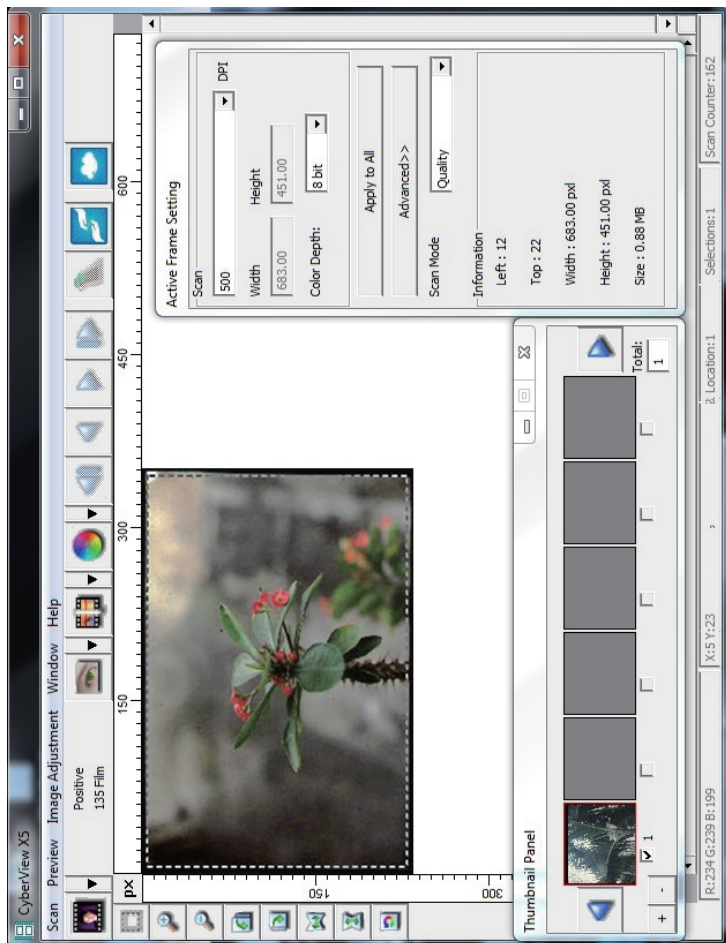 CyberView X5
Scan Preview Image Adjustment Window Help
Positive
135 Film
px
150
300
450
600
150
300
Active Frame Setting
Scan
500 DPI
Width Height
683.00 451.00
Color Depth: 8 bit
Apply to All
Advanced>>
Scan Mode
Quality
Information
Left : 12
Top : 22
Width : 683.00 pxl
Height : 451.00 pxl
Size : 0.88 MB
Thumbnail Panel
1
Total:
1
+ -
R:234 G:239 B:199
X:5 Y:23
Location:1
Selections:1
Scan Counter:162